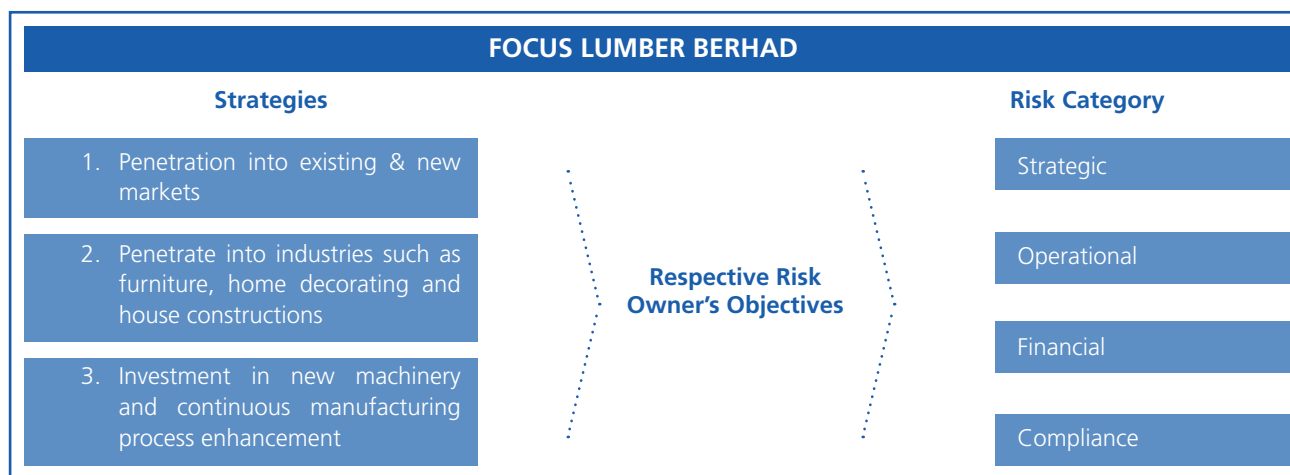 FOCUS LUMBER BERHAD
Strategies
1. Penetration into existing & new
markets
2. Penetrate into industries such as
furniture, home decorating and
house constructions
3. Investment in new machinery
and continuous manufacturing
process enhancement
Respective Risk
Owner's Objectives
Risk Category
Strategic
Operational
Financial
Compliance